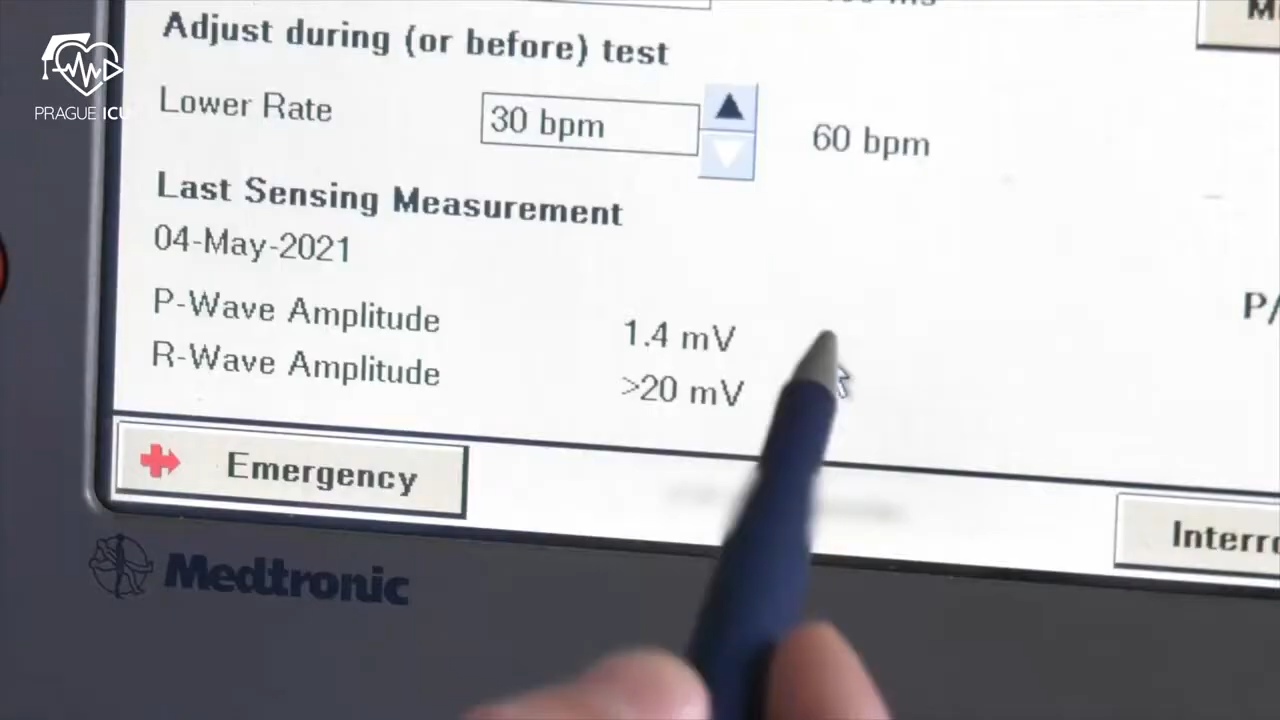 Adjust during (or before) test
PRAGUE ICU
Lower Rate 30 bpm 60 bpm
Last Sensing Measurement
04-May-2021
P-Wave Amplitude 1.4 mV
R-Wave Amplitude >20 mV
P/
Emergency
Interro
Medtronic